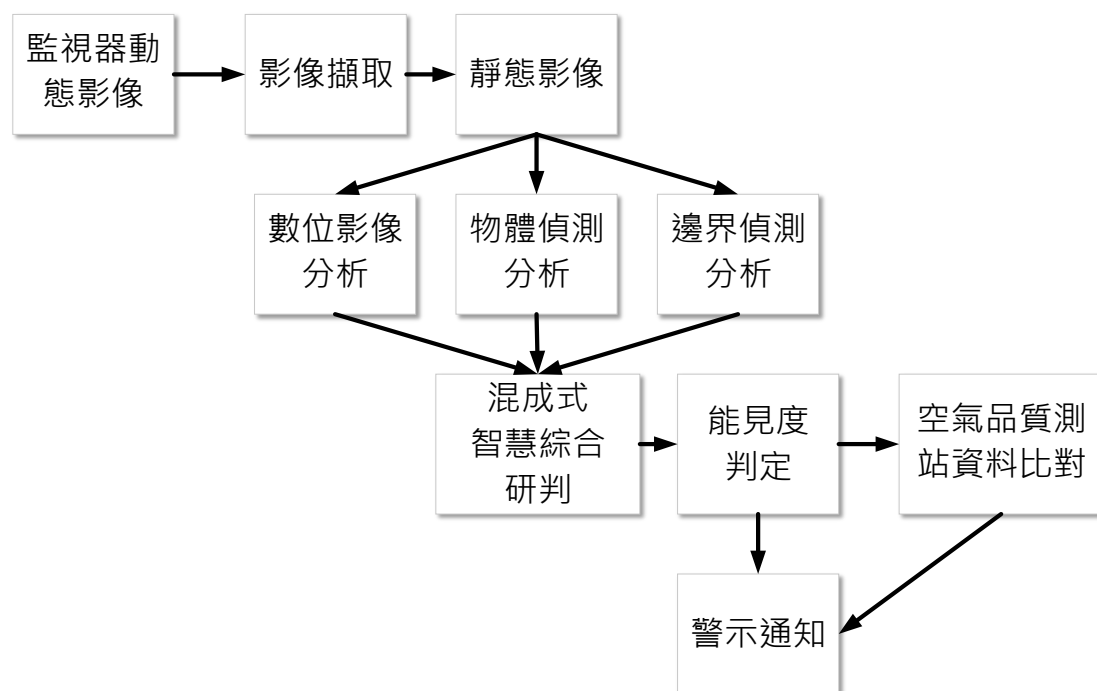 監視器動
態影像
影像擷取
靜態影像
數位影像
分析
物體偵測
分析
邊界偵測
分析
混成式
智慧綜合
研判
能見度
判定
空氣品質測
站資料比對
警示通知